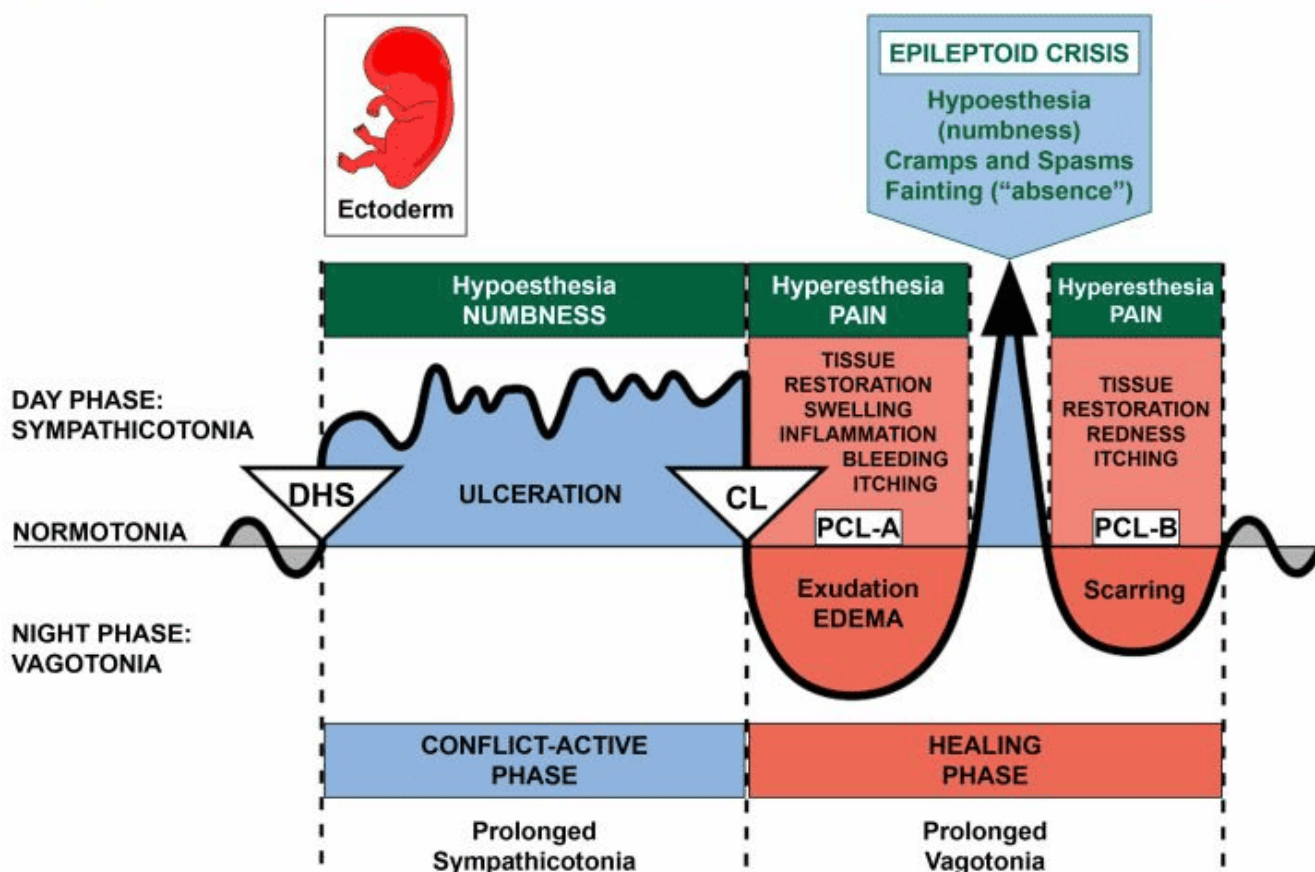 Ectoderm
EPILEPTOID CRISIS
Hypoesthesia
(numbness)
Cramps and Spasms
Fainting (“absence”)
Hypoesthesia
NUMBNESS
Hyperesthesia
PAIN
Hyperesthesia
PAIN
DAY PHASE:
SYMPATHICOTONIA
TISSUE
RESTORATION
SWELLING
INFLAMMATION
BLEEDING
ITCHING
TISSUE
RESTORATION
REDNESS
ITCHING
DHS
ULCERATION
CL
NORMOTONIA
PCL-A
PCL-B
Exudation
EDEMA
Scarring
NIGHT PHASE:
VAGOTONIA
CONFLICT-ACTIVE
PHASE
HEALING
PHASE
Prolonged
Sympathicotonia
Prolonged
Vagotonia